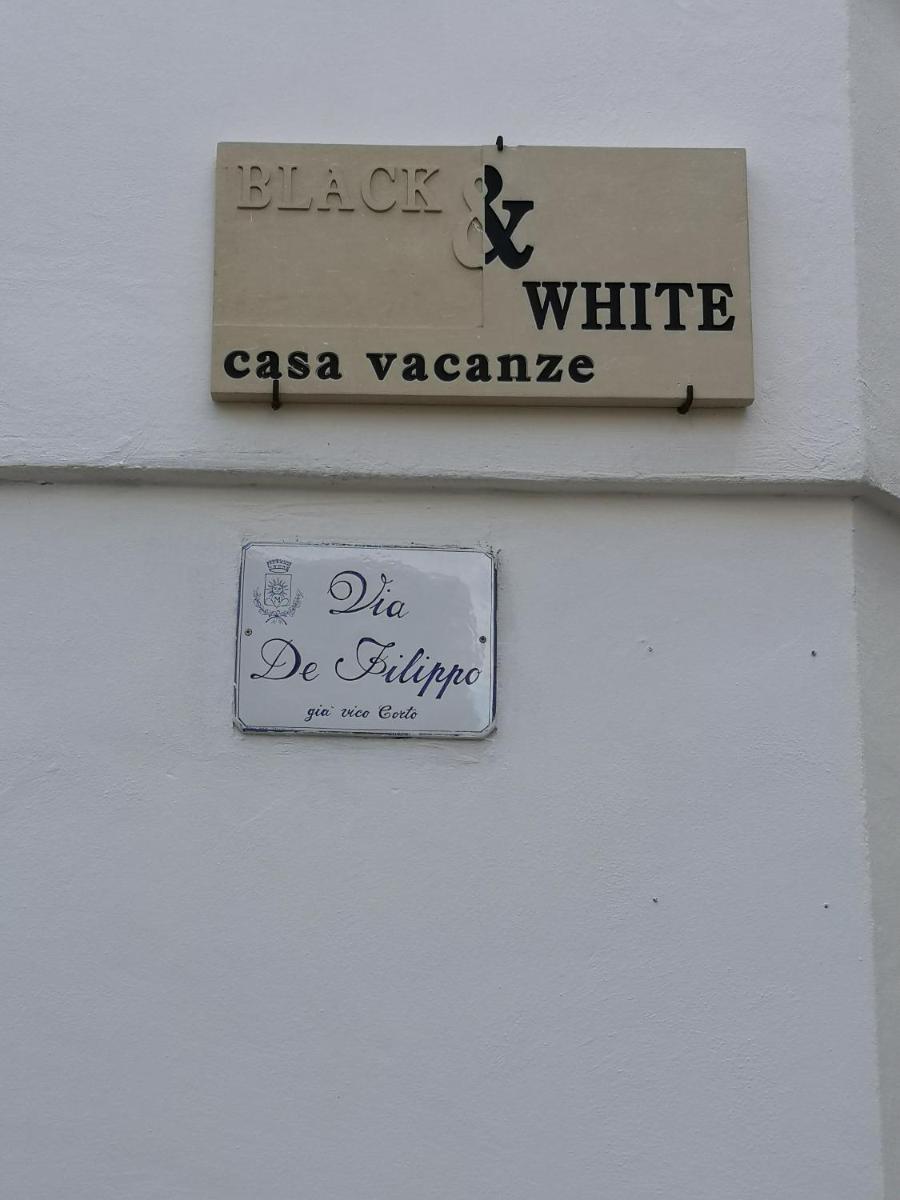 BLACK &
WHITE
casa vacanze
Via
De Filippo
già vico Corto